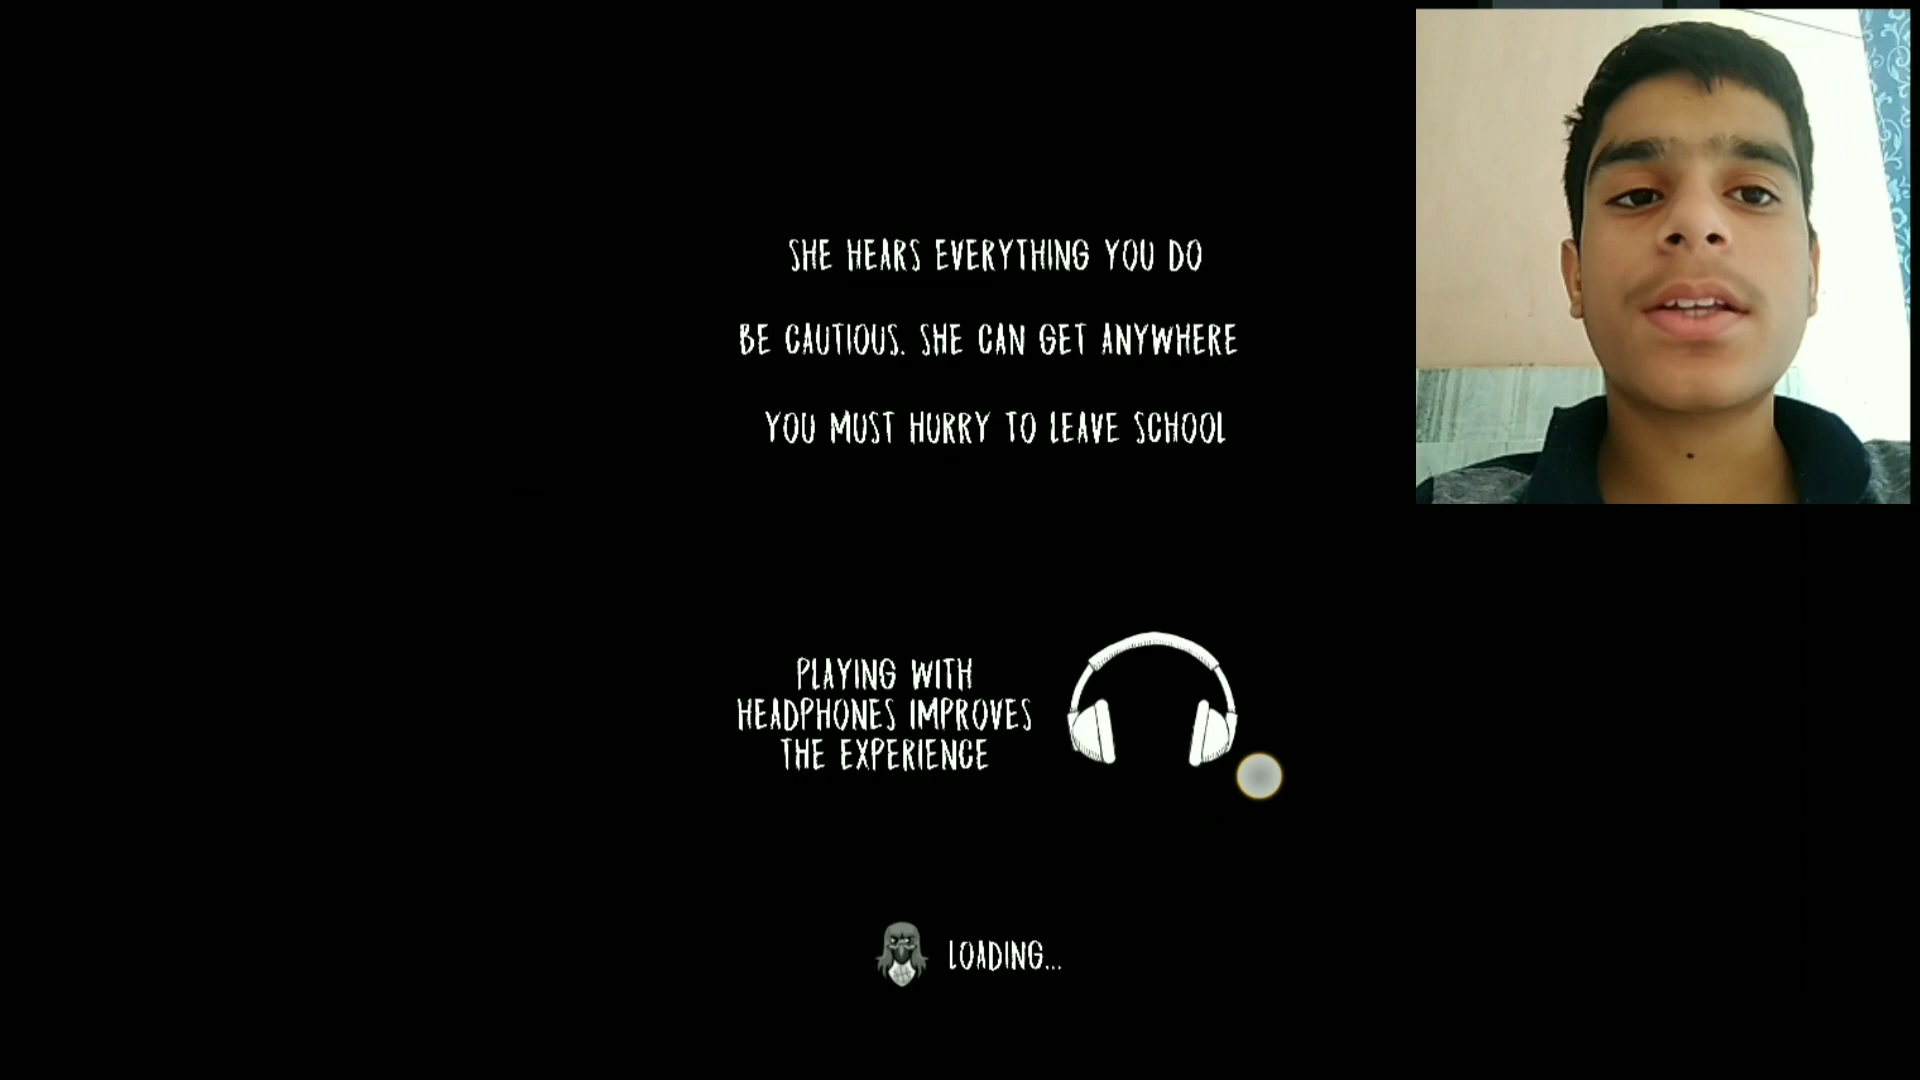 SHE HEARS EVERYTHING YOU DO
BE CAUTIOUS. SHE CAN GET ANYWHERE
YOU MUST HURRY TO LEAVE SCHOOL
PLAYING WITH
HEADPHONES IMPROVES
THE EXPERIENCE
LOADING...